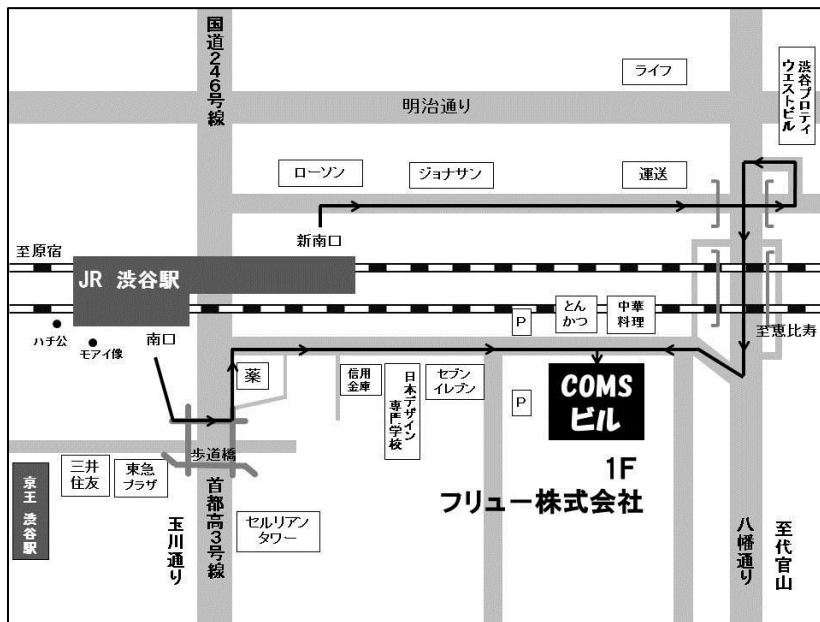 国道246号線
ライフ
渋谷プロティ
ウエストビル
明治通り
ローソン
ジョナサン
運送
新南口
至原宿
JR 渋谷駅
とん
かつ
中華
料理
P
至恵比寿
ハチ公
モアイ像
南口
薬
信用
金庫
日本デザイン
専門学校
セブン
イレブン
P
COMS
ビル
1F
フリュー株式会社
歩道橋
三井
住友
東急
プラザ
京王 渋谷駅
玉川通り
首都高3号線
セルリアン
タワー
八幡通り
至代官山